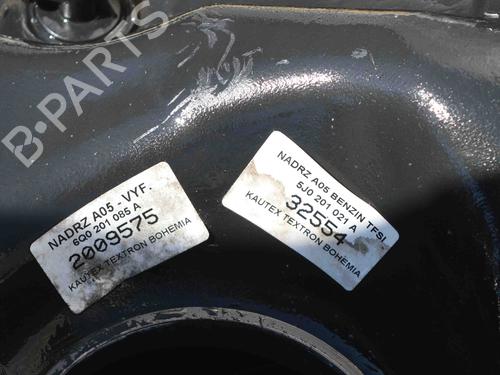 B-PARTS
NADRZ A05 -VYF.
6Q0 201 085 A
2009575
KAUTEX TEXTRON BOHEMIA
NADRZ A05 BENZIN TFSI
5J0 201 021 A
32554
KAUTEX TEXTRON BOHEMIA